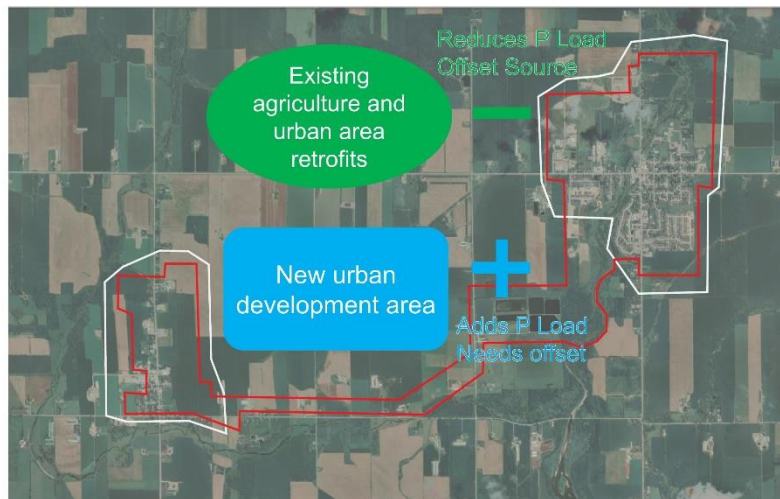 Reduces P Load
Offset Source
Existing
agriculture and
urban area
retrofits
New urban
development area
Adds P Load
Needs offset